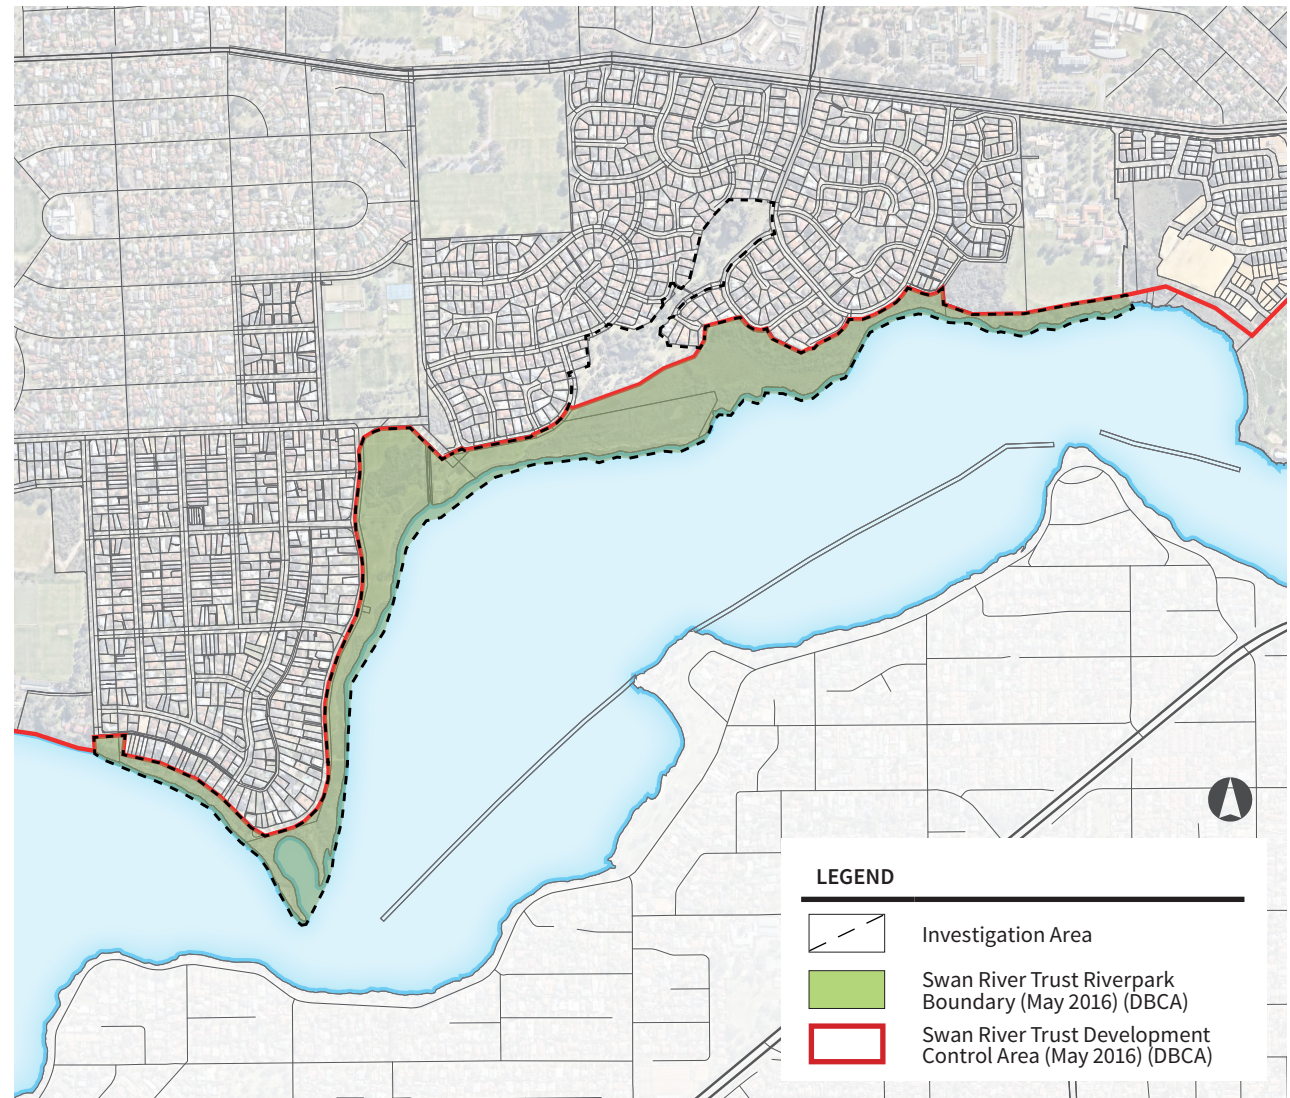 LEGEND
Investigation Area
Swan River Trust Riverpark
Boundary (May 2016) (DBCA)
Swan River Trust Development
Control Area (May 2016) (DBCA)